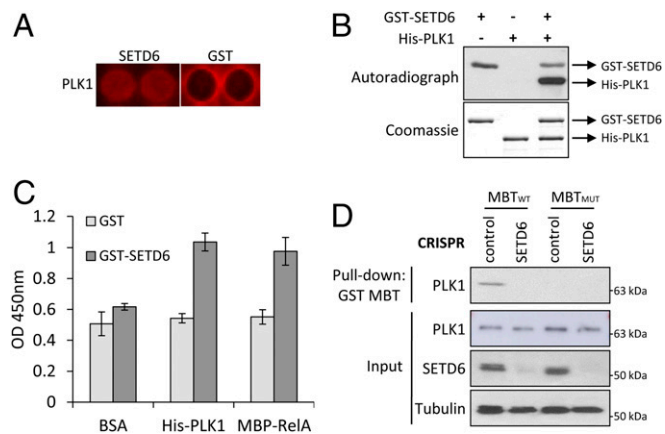 A
SETD6 GST
PLK1
B
GST-SETD6 + - +
His-PLK1 - + +
Autoradiograph
GST-SETD6
His-PLK1
Coomassie
GST-SETD6
His-PLK1
C
GST
GST-SETD6
OD 450nm
1.2
1
0.8
0.6
0.4
0.2
0
BSA His-PLK1 MBP-RelA
D
MBTWT MBTMUT
CRISPR control SETD6 control SETD6
Pull-down:
GST MBT
PLK1 -63 kDa
Input
PLK1 -63 kDa
SETD6 -50 kDa
Tubulin -50 kDa